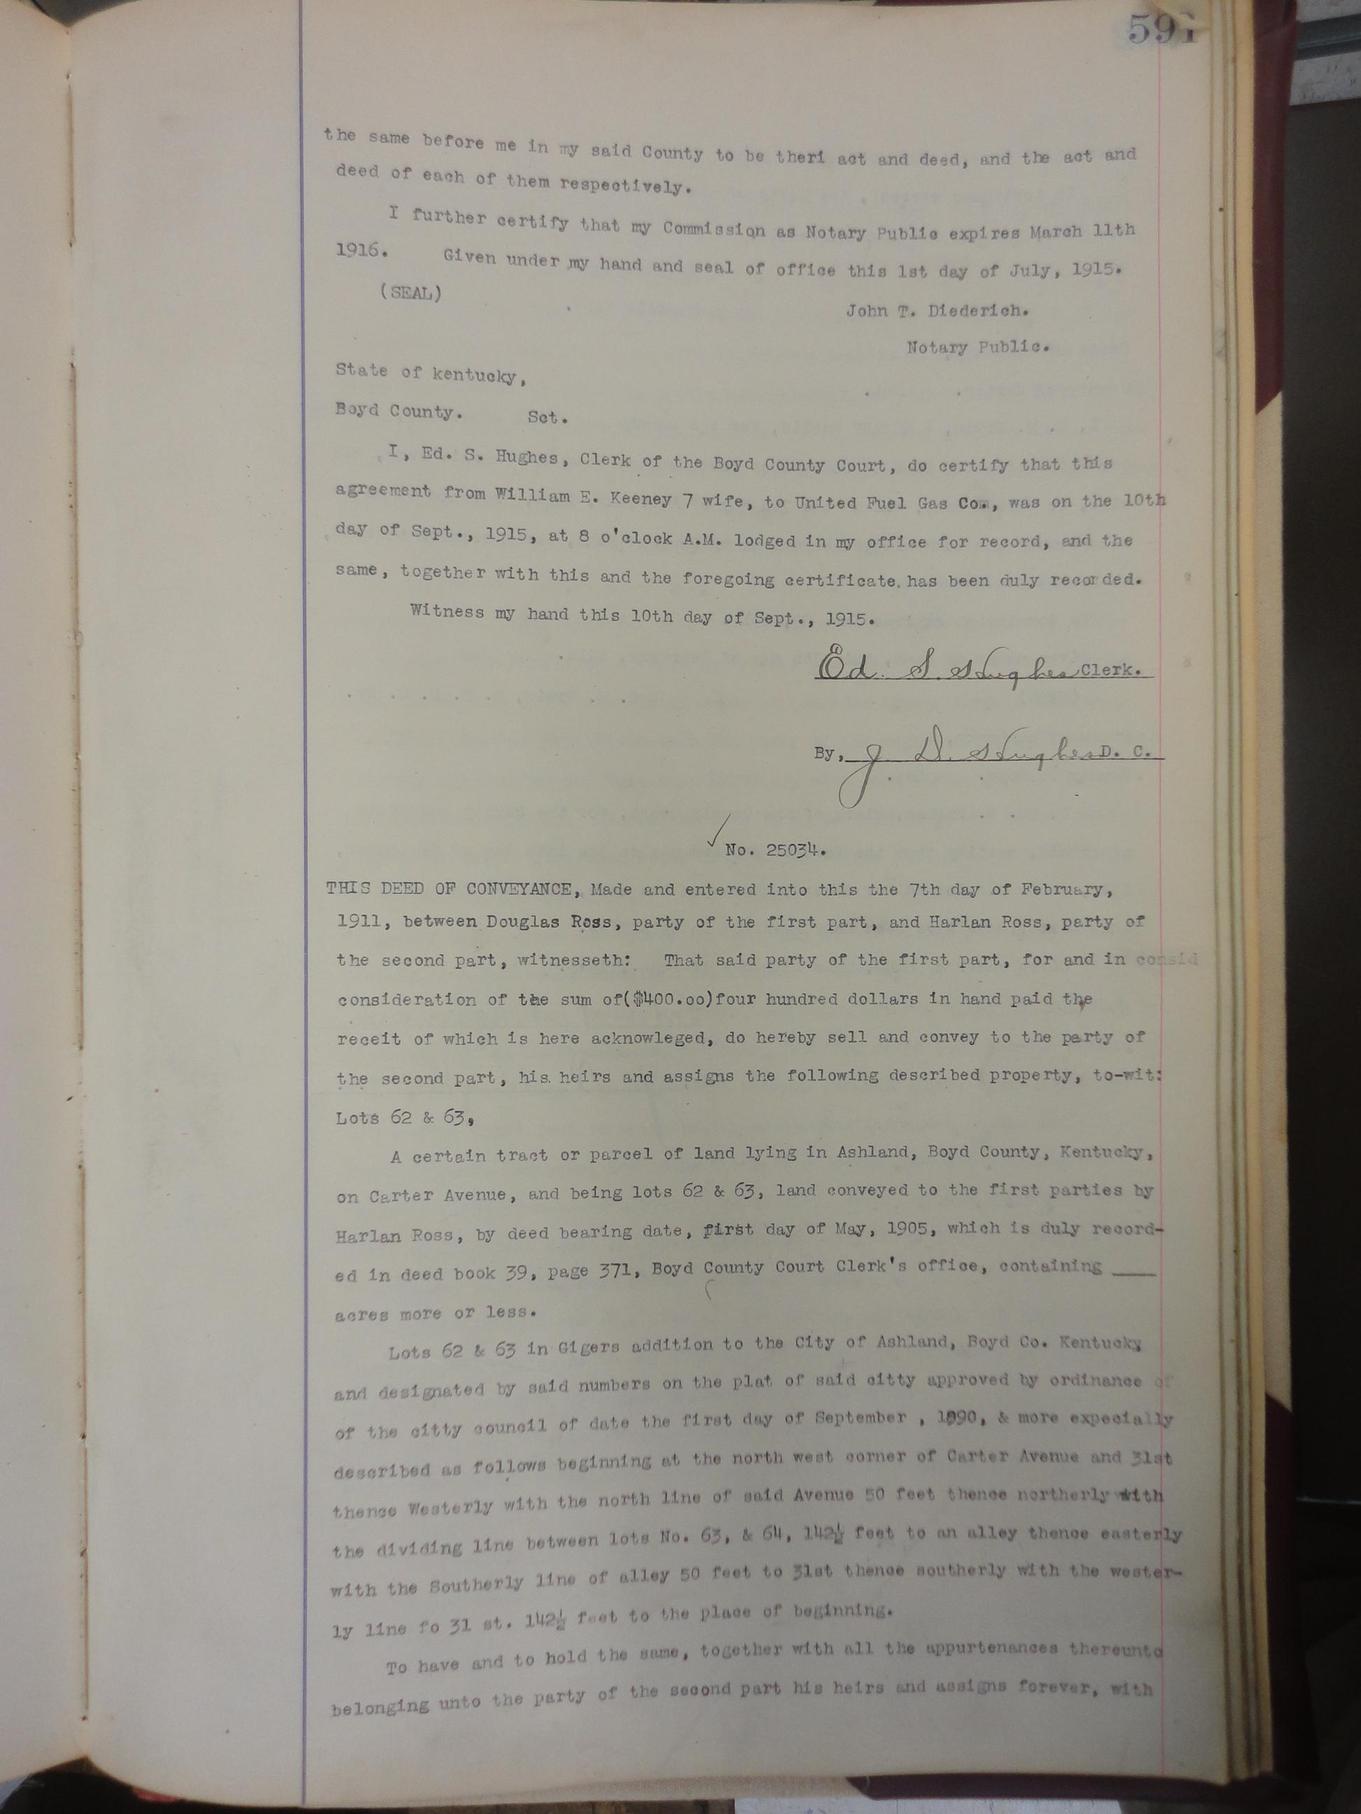 591
the same before me in my said County to be theri act and deed, and the act and
deed of each of them respectively.
I further certify that my Commission as Notary Public expires March 11th
1916. Given under my hand and seal of office this 1st day of July, 1915.
(SEAL)
John T. Diederich.
Notary Public.
State of kentucky,
Boyd County. Sct.
I, Ed. S. Hughes, Clerk of the Boyd County Court, do certify that this
agreement from William E. Keeney 7 wife, to United Fuel Gas Co., was on the 10th
day of Sept., 1915, at 8 o'clock A.M. lodged in my office for record, and the
same, together with this and the foregoing certificate has been duly recorded.
Witness my hand this 10th day of Sept., 1915.
Ed. S. Hughes Clerk.
By, J. D. Hughes D. C.
No. 25034.
THIS DEED OF CONVEYANCE, Made and entered into this the 7th day of February,
1911, between Douglas Ross, party of the first part, and Harlan Ross, party of
the second part, witnesseth: That said party of the first part, for and in consid
consideration of the sum of($400.oo)four hundred dollars in hand paid the
receit of which is here acknowleged, do hereby sell and convey to the party of
the second part, his heirs and assigns the following described property, to-wit:
Lots 62 & 63,
A certain tract or parcel of land lying in Ashland, Boyd County, Kentucky,
on Carter Avenue, and being lots 62 & 63, land conveyed to the first parties by
Harlan Ross, by deed bearing date, first day of May, 1905, which is duly record-
ed in deed book 39, page 371, Boyd County Court Clerk's office, containing ____
acres more or less.
Lots 62 & 63 in Gigers addition to the City of Ashland, Boyd Co. Kentucky
and designated by said numbers on the plat of said citty approved by ordinance of
of the citty council of date the first day of September , 1890, & more expecially
described as follows beginning at the north west corner of Carter Avenue and 31st
thence Westerly with the north line of said Avenue 50 feet thence northerly with
the dividing line between lots No. 63, & 64, 142½ feet to an alley thence easterly
with the Southerly line of alley 50 feet to 31st thence southerly with the wester-
ly line fo 31 st. 142½ feet to the place of beginning.
To have and to hold the same, together with all the appurtenances thereunto
belonging unto the party of the second part his heirs and assigns forever, with